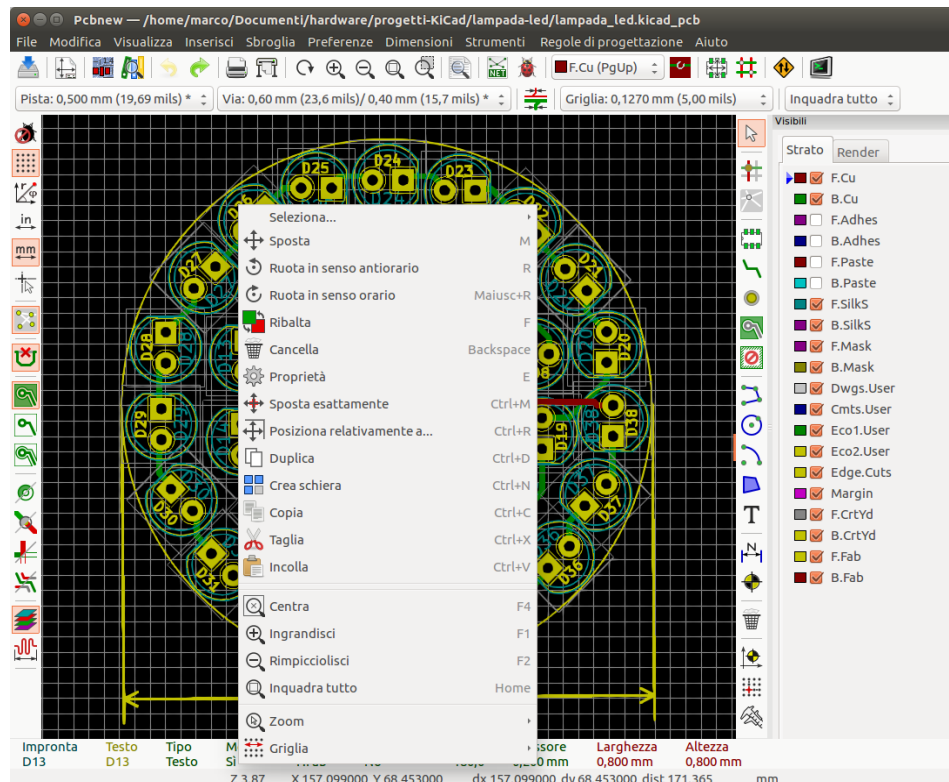 Pcbnew — /home/marco/Documenti/hardware/progetti-KiCad/lampada-led/lampada_led.kicad_pcb
File Modifica Visualizza Inserisci Sbroglia Preferenze Dimensioni Strumenti Regole di progettazione Aiuto
NET F.Cu (PgUp)
Pista: 0,500 mm (19,69 mils) * Via: 0,60 mm (23,6 mils)/ 0,40 mm (15,7 mils) * Griglia: 0,1270 mm (5,00 mils) Inquadra tutto
Visibili
Strato Render
F.Cu
B.Cu
F.Adhes
B.Adhes
F.Paste
B.Paste
F.SilkS
B.SilkS
F.Mask
B.Mask
Dwgs.User
Cmts.User
Eco1.User
Eco2.User
Edge.Cuts
Margin
F.CrtYd
B.CrtYd
F.Fab
B.Fab
in
mm
D25 D24 D23
D27 D21
D28 D20
D29 D19 D38
D30 D37
D31 D36
Seleziona...
Sposta M
Ruota in senso antiorario R
Ruota in senso orario Maiusc+R
Ribalta F
Cancella Backspace
Proprietà E
Sposta esattamente Ctrl+M
Posiziona relativamente a... Ctrl+R
Duplica Ctrl+D
Crea schiera Ctrl+N
Copia Ctrl+C
Taglia Ctrl+X
Incolla Ctrl+V
Centra F4
Ingrandisci F1
Rimpicciolisci F2
Inquadra tutto Home
Zoom
Griglia
T
N
Impronta Testo Tipo Larghezza Altezza
D13 D13 Testo 0,800 mm 0,800 mm
Z 3.87 X 157.099000 Y 68.453000 dx 157.099000 dy 68.453000 dist 171.365 mm